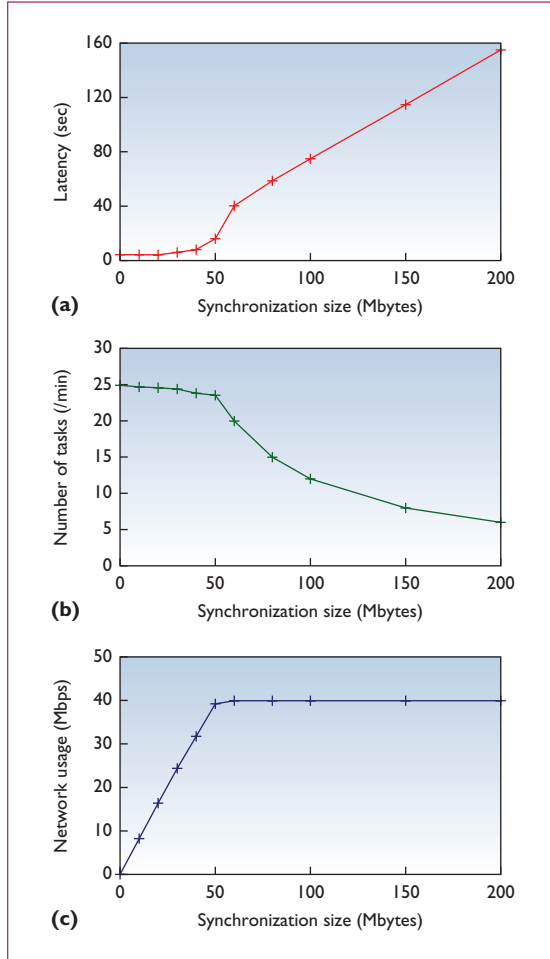 160
120
80
40
0
Latency (sec)
0 50 100 150 200
(a) Synchronization size (Mbytes)
30
25
20
15
10
5
0
Number of tasks (/min)
0 50 100 150 200
(b) Synchronization size (Mbytes)
50
40
30
20
10
0
Network usage (Mbps)
0 50 100 150 200
(c) Synchronization size (Mbytes)